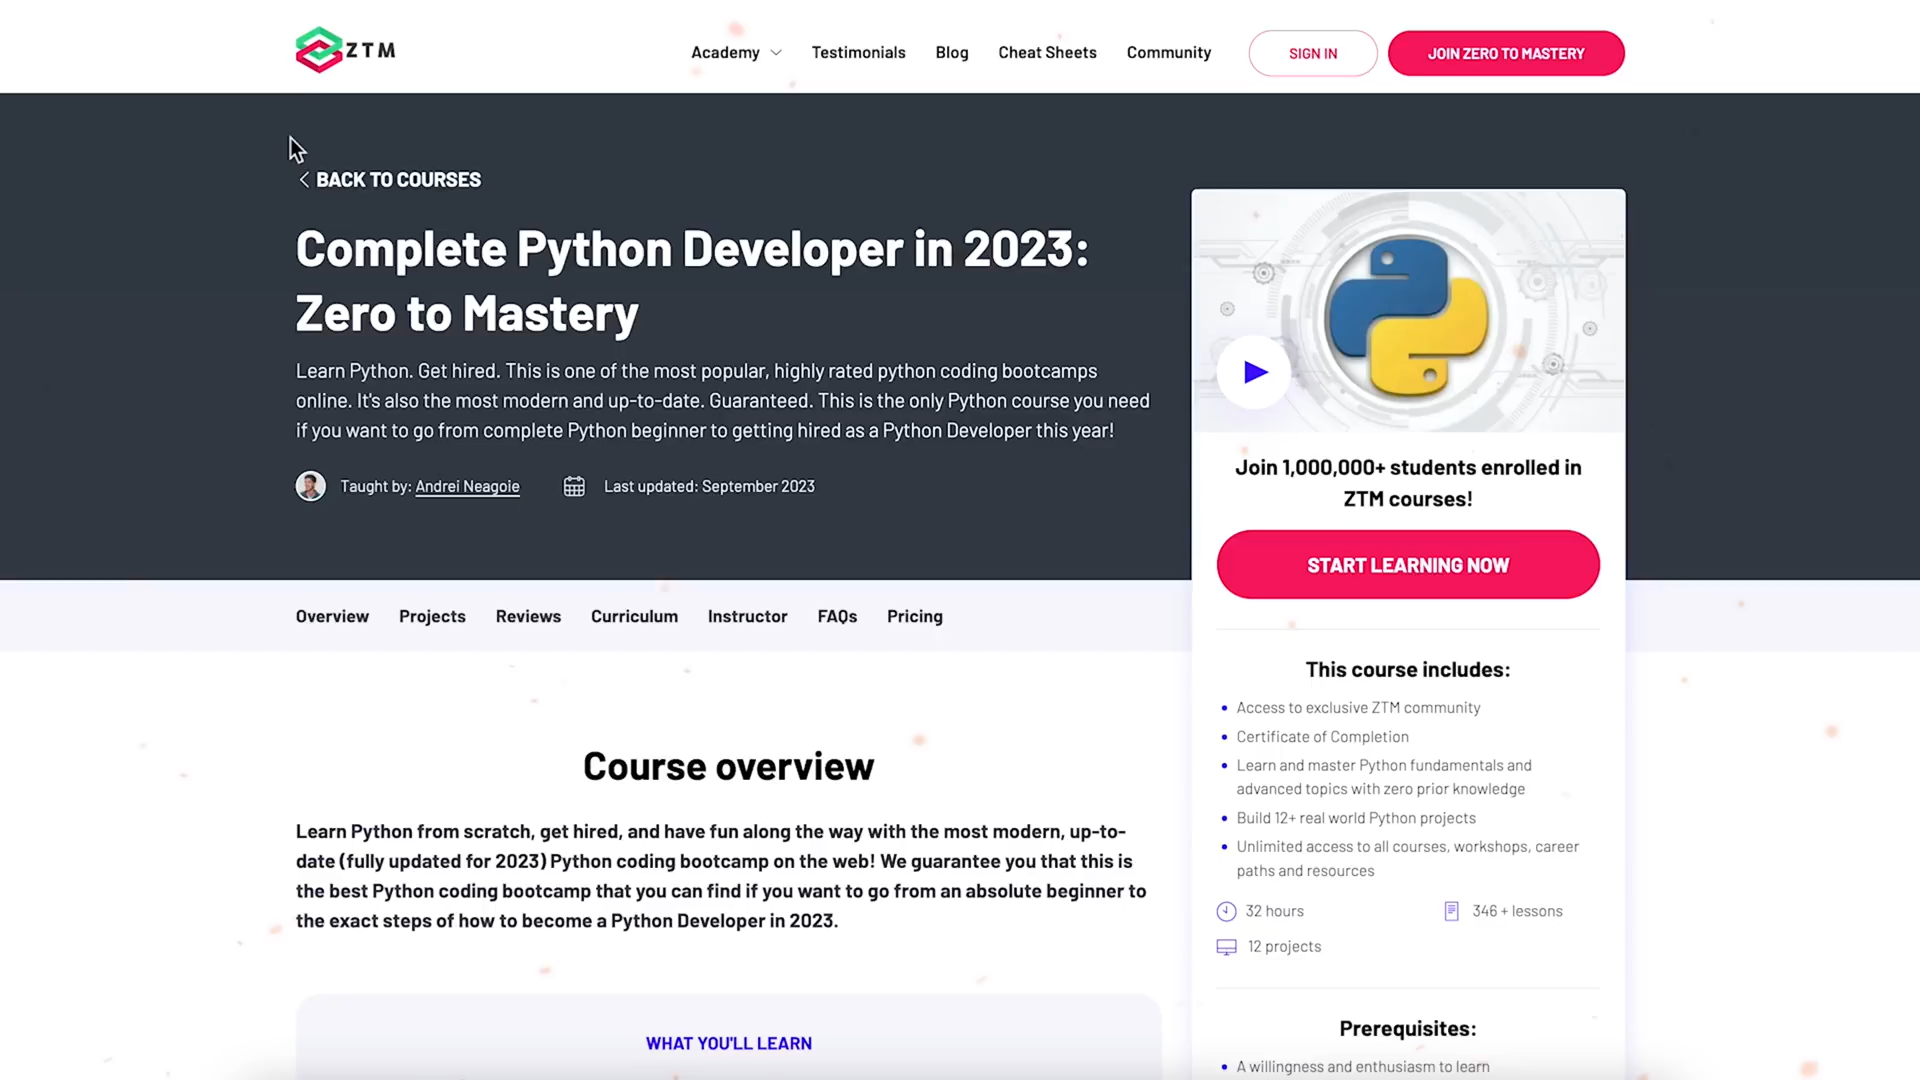 ZTM
Academy
Testimonials
Blog
Cheat Sheets
Community
SIGN IN
JOIN ZERO TO MASTERY
BACK TO COURSES
Complete Python Developer in 2023:
Zero to Mastery
Learn Python. Get hired. This is one of the most popular, highly rated python coding bootcamps
online. It's also the most modern and up-to-date. Guaranteed. This is the only Python course you need
if you want to go from complete Python beginner to getting hired as a Python Developer this year!
Taught by: Andrei Neagoie
Last updated: September 2023
Join 1,000,000+ students enrolled in
ZTM courses!
START LEARNING NOW
Overview
Projects
Reviews
Curriculum
Instructor
FAQs
Pricing
This course includes:
Access to exclusive ZTM community
Certificate of Completion
Learn and master Python fundamentals and
advanced topics with zero prior knowledge
Build 12+ real world Python projects
Unlimited access to all courses, workshops, career
paths and resources
32 hours
346 + lessons
12 projects
Prerequisites:
A willingness and enthusiasm to learn
Course overview
Learn Python from scratch, get hired, and have fun along the way with the most modern, up-to-
date (fully updated for 2023) Python coding bootcamp on the web! We guarantee you that this is
the best Python coding bootcamp that you can find if you want to go from an absolute beginner to
the exact steps of how to become a Python Developer in 2023.
WHAT YOU'LL LEARN